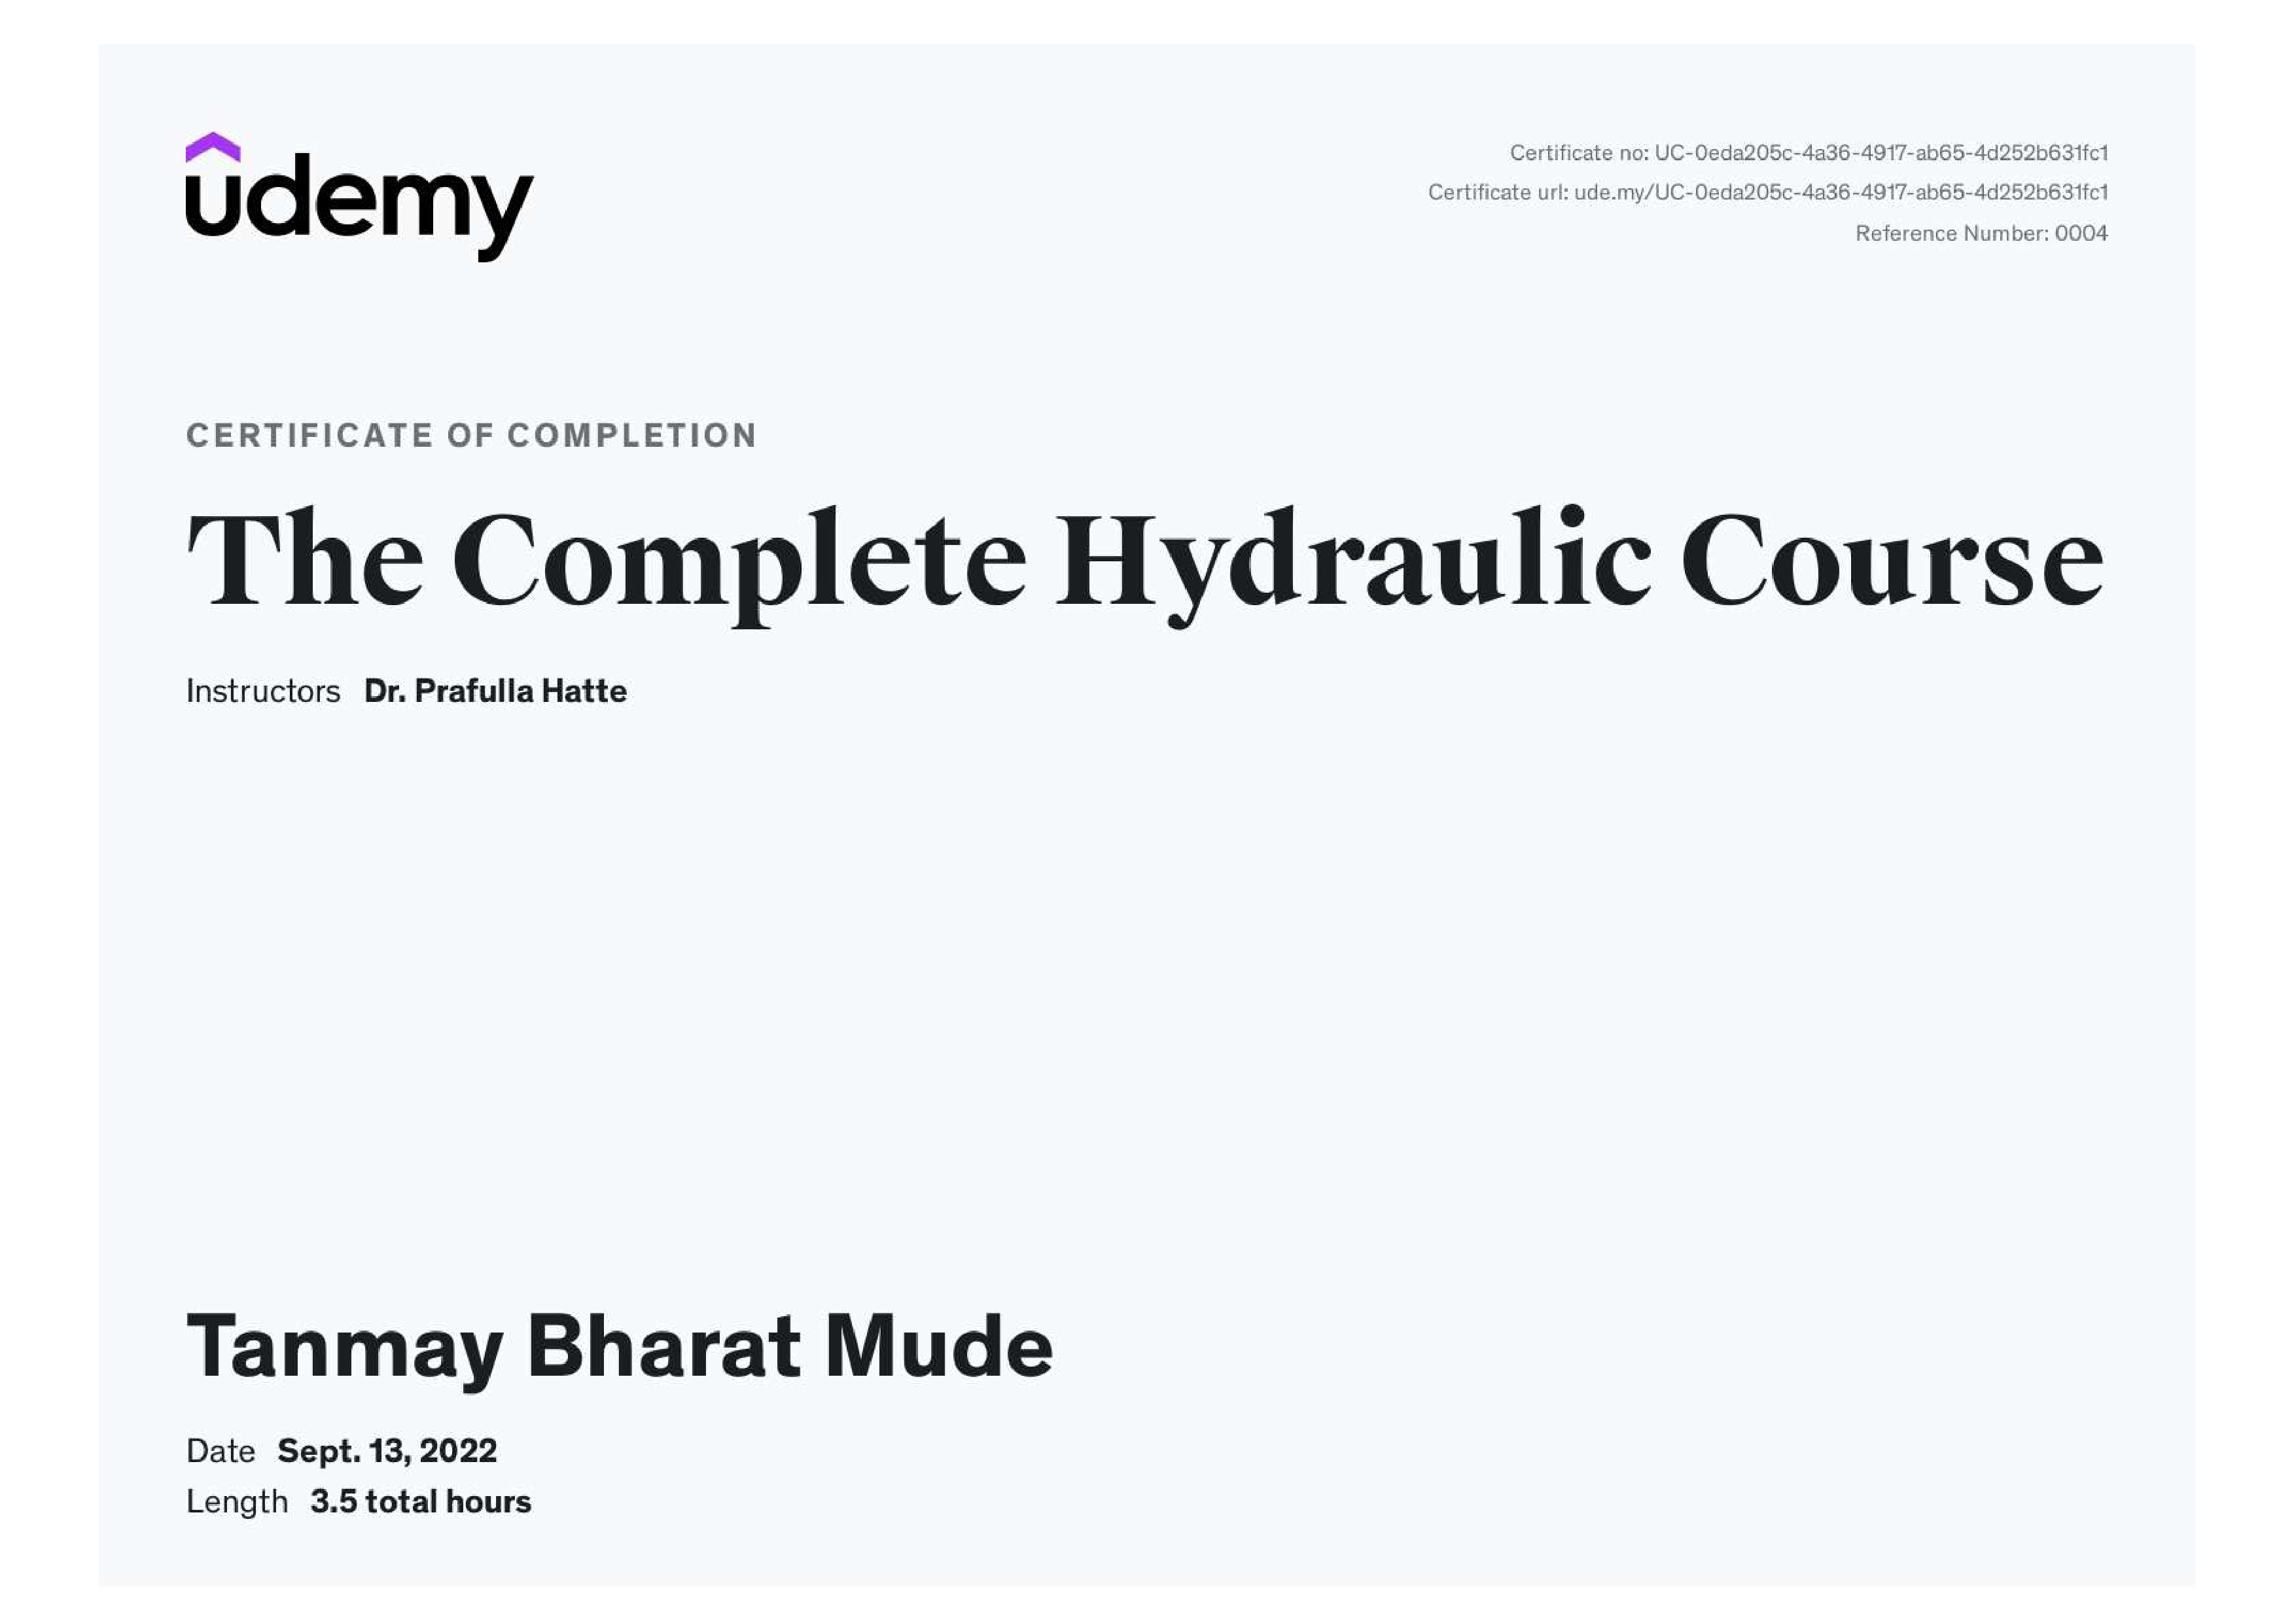 udemy
Certificate no: UC-0eda205c-4a36-4917-ab65-4d252b631fc1
Certificate url: ude.my/UC-0eda205c-4a36-4917-ab65-4d252b631fc1
Reference Number: 0004
CERTIFICATE OF COMPLETION
The Complete Hydraulic Course
Instructors Dr. Prafulla Hatte
Tanmay Bharat Mude
Date Sept. 13, 2022
Length 3.5 total hours